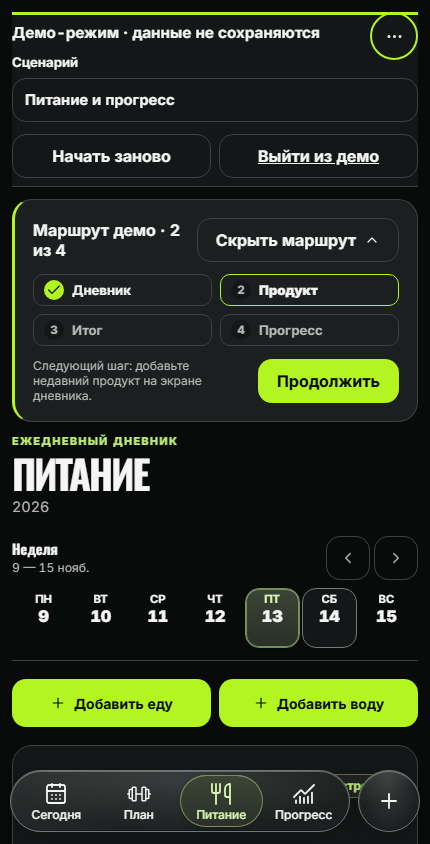 Демо-режим · данные не сохраняются
Сценарий
Питание и прогресс
Начать заново
Выйти из демо
Маршрут демо · 2
из 4
Скрыть маршрут
Дневник
2 Продукт
3 Итог
4 Прогресс
Следующий шаг: добавьте
недавний продукт на экране
дневника.
Продолжить
ЕЖЕДНЕВНЫЙ ДНЕВНИК
ПИТАНИЕ
2026
Неделя
9 — 15 нояб.
ПН ВТ СР ЧТ ПТ СБ ВС
9 10 11 12 13 14 15
+ Добавить еду
+ Добавить воду
Сегодня
План
Питание
Прогресс